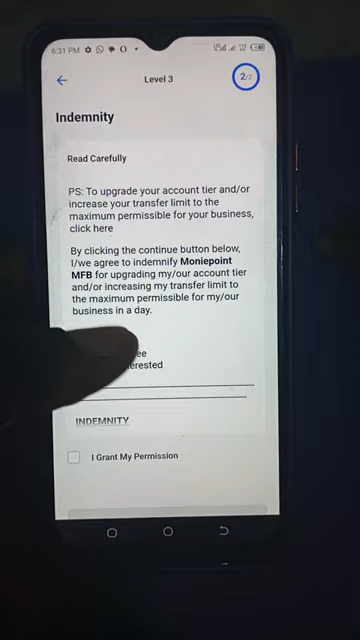 6:31 PM
Level 3
2/2
Indemnity
Read Carefully
PS: To upgrade your account tier and/or
increase your transfer limit to the
maximum permissible for your business,
click here
By clicking the continue button below,
I/we agree to indemnify Moniepoint
MFB for upgrading my/our account tier
and/or increasing my transfer limit to
the maximum permissible for my/our
business in a day.
INDEMNITY
I Grant My Permission